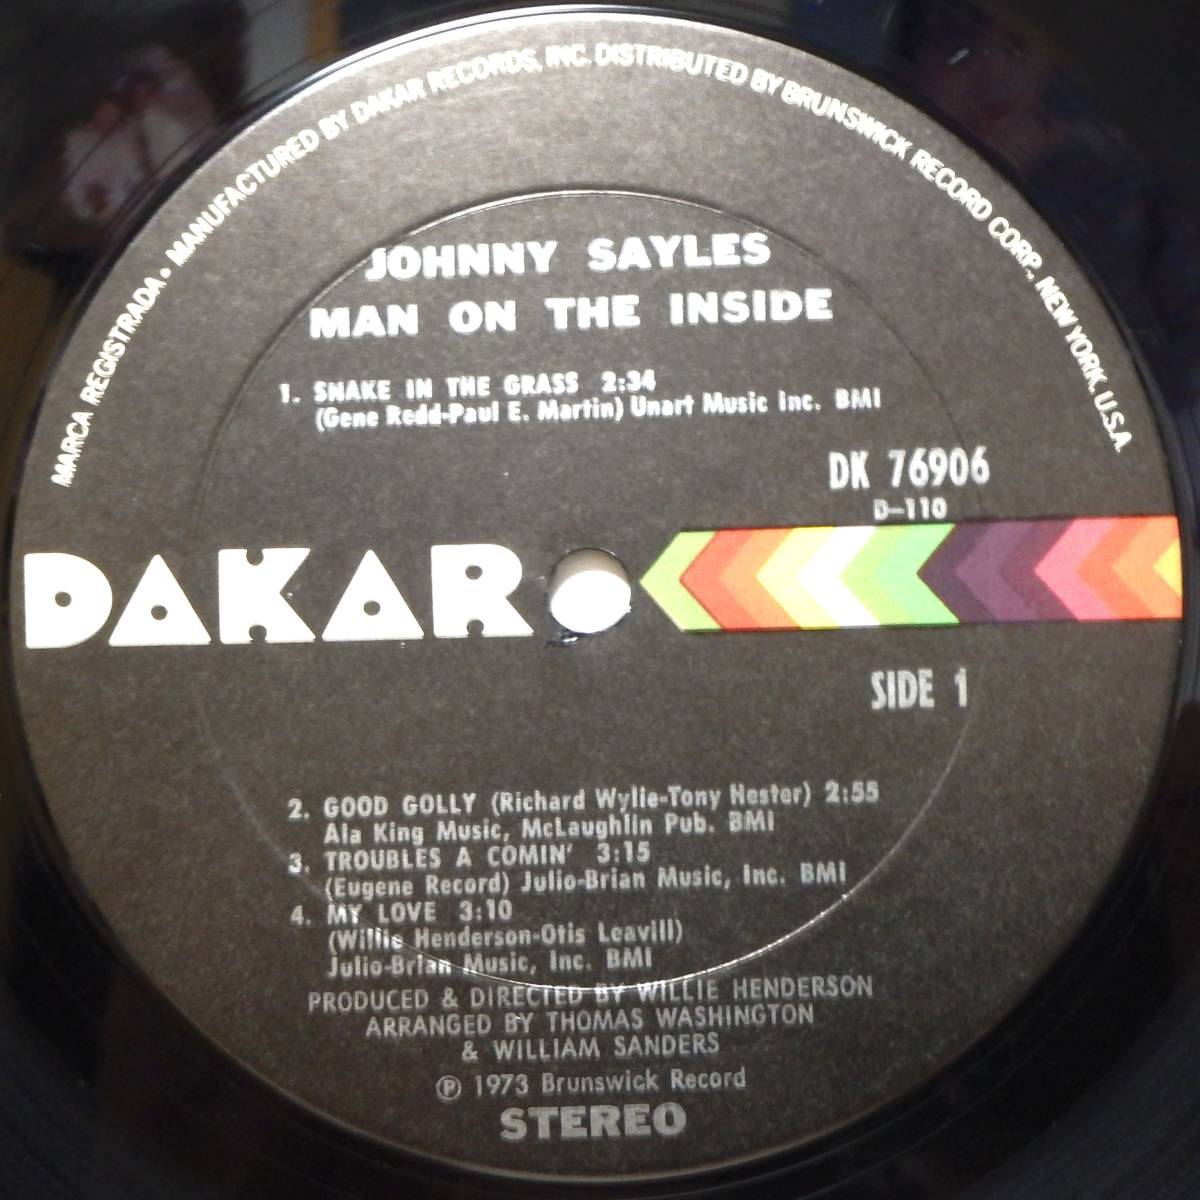 MARCA REGISTRADA • MANUFACTURED BY DAKAR RECORDS, INC. DISTRIBUTED BY BRUNSWICK RECORD CORP., NEW YORK, U.S.A.
JOHNNY SAYLES
MAN ON THE INSIDE
1. SNAKE IN THE GRASS 2:34
(Gene Redd-Paul E. Martin) Unart Music Inc. BMI
DK 76906
D-110
DAKAR
SIDE 1
2. GOOD GOLLY (Richard Wylie-Tony Hester) 2:55
Ala King Music, McLaughlin Pub. BMI
3. TROUBLES A COMIN' 3:15
(Eugene Record) Julio-Brian Music, Inc. BMI
4. MY LOVE 3:10
(Willie Henderson-Otis Leavill)
Julio-Brian Music, Inc. BMI
PRODUCED & DIRECTED BY WILLIE HENDERSON
ARRANGED BY THOMAS WASHINGTON
& WILLIAM SANDERS
℗ 1973 Brunswick Record
STEREO